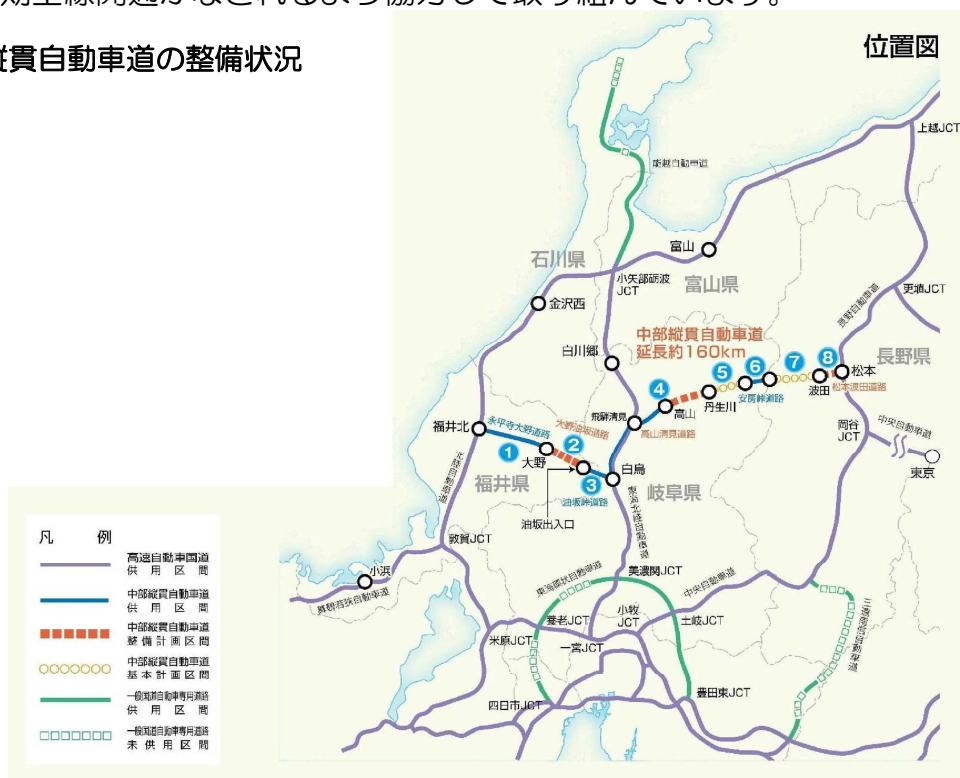 期全線開通がなされるよう協力して取り組んでいます。
縦貫自動車道の整備状況
位置図
上越JCT
能越自動車道
富山
石川県
小矢部砺波
JCT
富山県
更埴JCT
金沢西
長野自動車道
中部縦貫自動車道
延長約160km
白川郷
長野県
⑤
⑥
⑦
⑧
松本
④
丹生川
安房峠道路
波田
松本波田道路
高山
飛騨清見
高山清見道路
岡谷
JCT
中央自動車道
東京
福井北
永平寺大野道路
大野油坂道路
①
②
大野
③
白鳥
福井県
油坂峠道路
岐阜県
油坂出入口
北陸自動車道
東海北陸自動車道
敦賀JCT
小浜
舞鶴若狭自動車道
美濃関JCT
東海環状自動車道
中央自動車道
養老JCT
小牧
JCT
土岐JCT
米原JCT
一宮JCT
三遠南信自動車道
四日市JCT
豊田東JCT
凡 例
高速自動車国道
供用区間
中部縦貫自動車道
供用区間
中部縦貫自動車道
整備計画区間
中部縦貫自動車道
基本計画区間
一般国道自動車専用道路
供用区間
一般国道自動車専用道路
未供用区間